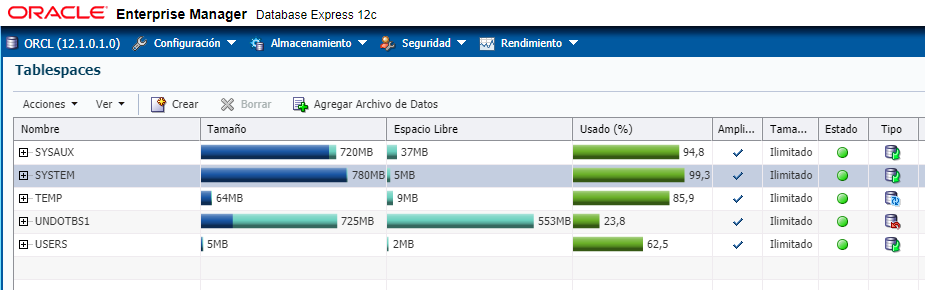 ORACLE Enterprise Manager Database Express 12c
ORCL (12.1.0.1.0) Configuración Almacenamiento Seguridad Rendimiento
Tablespaces
Acciones Ver Crear Borrar Agregar Archivo de Datos
Nombre Tamaño Espacio Libre Usado (%) Ampli... Tama... Estado Tipo
SYSAUX 720MB 37MB 94,8 Ilimitado
SYSTEM 780MB 5MB 99,3 Ilimitado
TEMP 64MB 9MB 85,9 Ilimitado
UNDOTBS1 725MB 553MB 23,8 Ilimitado
USERS 5MB 2MB 62,5 Ilimitado